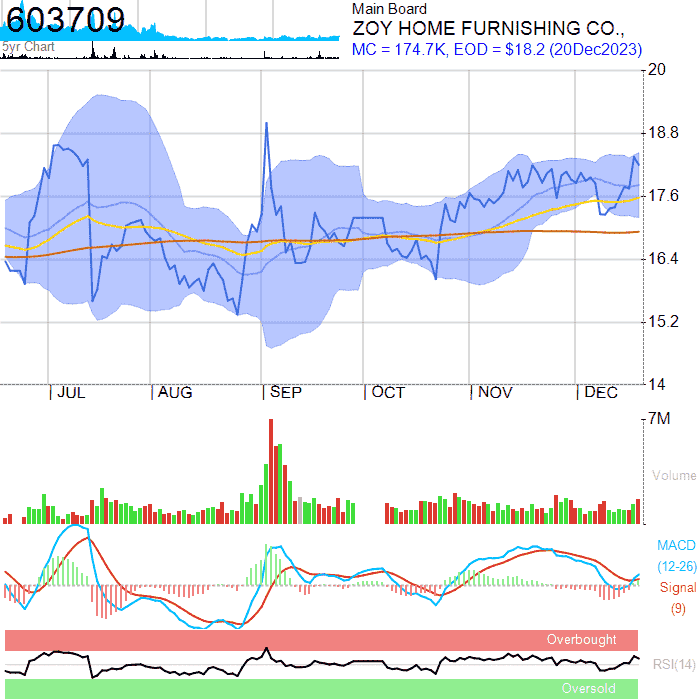 603709
5yr Chart
Main Board
ZOY HOME FURNISHING CO.,
MC = 174.7K, EOD = $18.2 (20Dec2023)
20
18.8
17.6
16.4
15.2
14
JUL
AUG
SEP
OCT
NOV
DEC
7M
Volume
MACD
(12-26)
Signal
(9)
Overbought
RSI(14)
Oversold